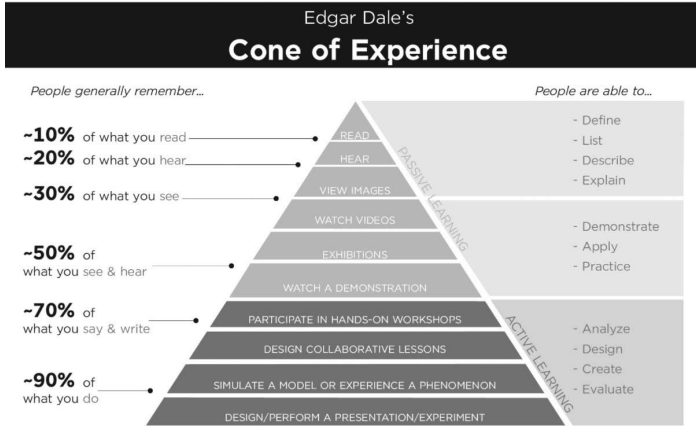 Edgar Dale's
Cone of Experience
People generally remember...
People are able to...
~10% of what you read
~20% of what you hear
~30% of what you see
~50% of
what you see & hear
~70% of
what you say & write
~90% of
what you do
READ
HEAR
VIEW IMAGES
WATCH VIDEOS
EXHIBITIONS
WATCH A DEMONSTRATION
PARTICIPATE IN HANDS-ON WORKSHOPS
DESIGN COLLABORATIVE LESSONS
SIMULATE A MODEL OR EXPERIENCE A PHENOMENON
DESIGN/PERFORM A PRESENTATION/EXPERIMENT
PASSIVE LEARNING
ACTIVE LEARNING
- Define
- List
- Describe
- Explain
- Demonstrate
- Apply
- Practice
- Analyze
- Design
- Create
- Evaluate